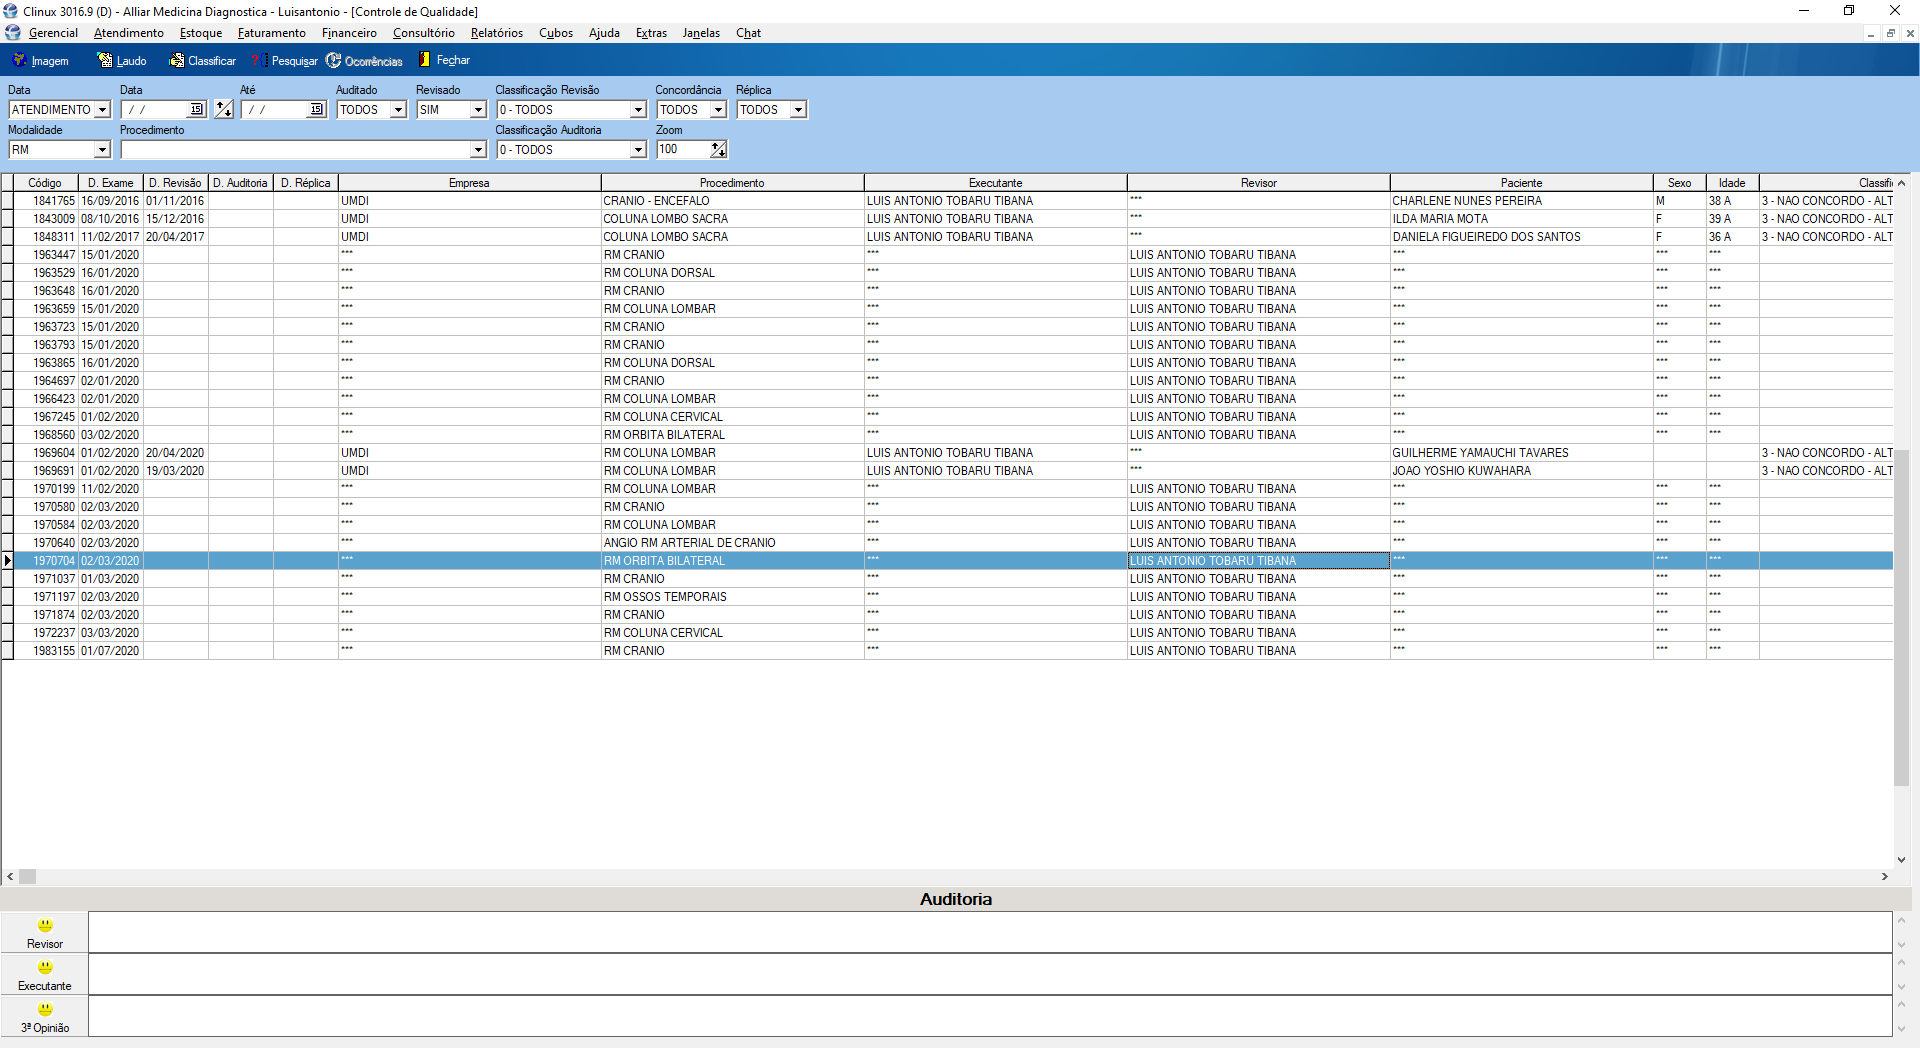 Clinux 3016.9 (D) - Alliar Medicina Diagnostica - Luisantonio - [Controle de Qualidade]
Gerencial Atendimento Estoque Faturamento Financeiro Consultório Relatórios Cubos Ajuda Extras Janelas Chat
Imagem Laudo Classificar Pesquisar Ocorrências Fechar
Data Data Até Auditado Revisado Classificação Revisão Concordância Réplica
ATENDIMENTO / / 15 / / 15 TODOS SIM 0 - TODOS TODOS TODOS
Modalidade Procedimento Classificação Auditoria Zoom
RM 0 - TODOS 100
Código D. Exame D. Revisão D. Auditoria D. Réplica Empresa Procedimento Executante Revisor Paciente Sexo Idade Classifi
1841765 16/09/2016 01/11/2016 UMDI CRANIO - ENCEFALO LUIS ANTONIO TOBARU TIBANA *** CHARLENE NUNES PEREIRA M 38 A 3 - NAO CONCORDO - ALT
1843009 08/10/2016 15/12/2016 UMDI COLUNA LOMBO SACRA LUIS ANTONIO TOBARU TIBANA *** ILDA MARIA MOTA F 39 A 3 - NAO CONCORDO - ALT
1848311 11/02/2017 20/04/2017 UMDI COLUNA LOMBO SACRA LUIS ANTONIO TOBARU TIBANA *** DANIELA FIGUEIREDO DOS SANTOS F 36 A 3 - NAO CONCORDO - ALT
1963447 15/01/2020 *** RM CRANIO *** LUIS ANTONIO TOBARU TIBANA *** *** ***
1963529 16/01/2020 *** RM COLUNA DORSAL *** LUIS ANTONIO TOBARU TIBANA *** *** ***
1963648 16/01/2020 *** RM CRANIO *** LUIS ANTONIO TOBARU TIBANA *** *** ***
1963659 15/01/2020 *** RM COLUNA LOMBAR *** LUIS ANTONIO TOBARU TIBANA *** *** ***
1963723 15/01/2020 *** RM CRANIO *** LUIS ANTONIO TOBARU TIBANA *** *** ***
1963793 15/01/2020 *** RM CRANIO *** LUIS ANTONIO TOBARU TIBANA *** *** ***
1963865 16/01/2020 *** RM COLUNA DORSAL *** LUIS ANTONIO TOBARU TIBANA *** *** ***
1964697 02/01/2020 *** RM CRANIO *** LUIS ANTONIO TOBARU TIBANA *** *** ***
1966423 02/01/2020 *** RM COLUNA LOMBAR *** LUIS ANTONIO TOBARU TIBANA *** *** ***
1967245 01/02/2020 *** RM COLUNA CERVICAL *** LUIS ANTONIO TOBARU TIBANA *** *** ***
1968560 03/02/2020 *** RM ORBITA BILATERAL *** LUIS ANTONIO TOBARU TIBANA *** *** ***
1969604 01/02/2020 20/04/2020 UMDI RM COLUNA LOMBAR LUIS ANTONIO TOBARU TIBANA *** GUILHERME YAMAUCHI TAVARES 3 - NAO CONCORDO - ALT
1969691 01/02/2020 19/03/2020 UMDI RM COLUNA LOMBAR LUIS ANTONIO TOBARU TIBANA *** JOAO YOSHIO KUWAHARA 3 - NAO CONCORDO - ALT
1970199 11/02/2020 *** RM COLUNA LOMBAR *** LUIS ANTONIO TOBARU TIBANA *** *** ***
1970580 02/03/2020 *** RM CRANIO *** LUIS ANTONIO TOBARU TIBANA *** *** ***
1970584 02/03/2020 *** RM COLUNA LOMBAR *** LUIS ANTONIO TOBARU TIBANA *** *** ***
1970640 02/03/2020 *** ANGIO RM ARTERIAL DE CRANIO *** LUIS ANTONIO TOBARU TIBANA *** *** ***
1970704 02/03/2020 *** RM ORBITA BILATERAL *** LUIS ANTONIO TOBARU TIBANA *** *** ***
1971037 01/03/2020 *** RM CRANIO *** LUIS ANTONIO TOBARU TIBANA *** *** ***
1971197 02/03/2020 *** RM OSSOS TEMPORAIS *** LUIS ANTONIO TOBARU TIBANA *** *** ***
1971874 02/03/2020 *** RM CRANIO *** LUIS ANTONIO TOBARU TIBANA *** *** ***
1972237 03/03/2020 *** RM COLUNA CERVICAL *** LUIS ANTONIO TOBARU TIBANA *** *** ***
1983155 01/07/2020 *** RM CRANIO *** LUIS ANTONIO TOBARU TIBANA *** *** ***
Auditoria
Revisor
Executante
3ª Opinião